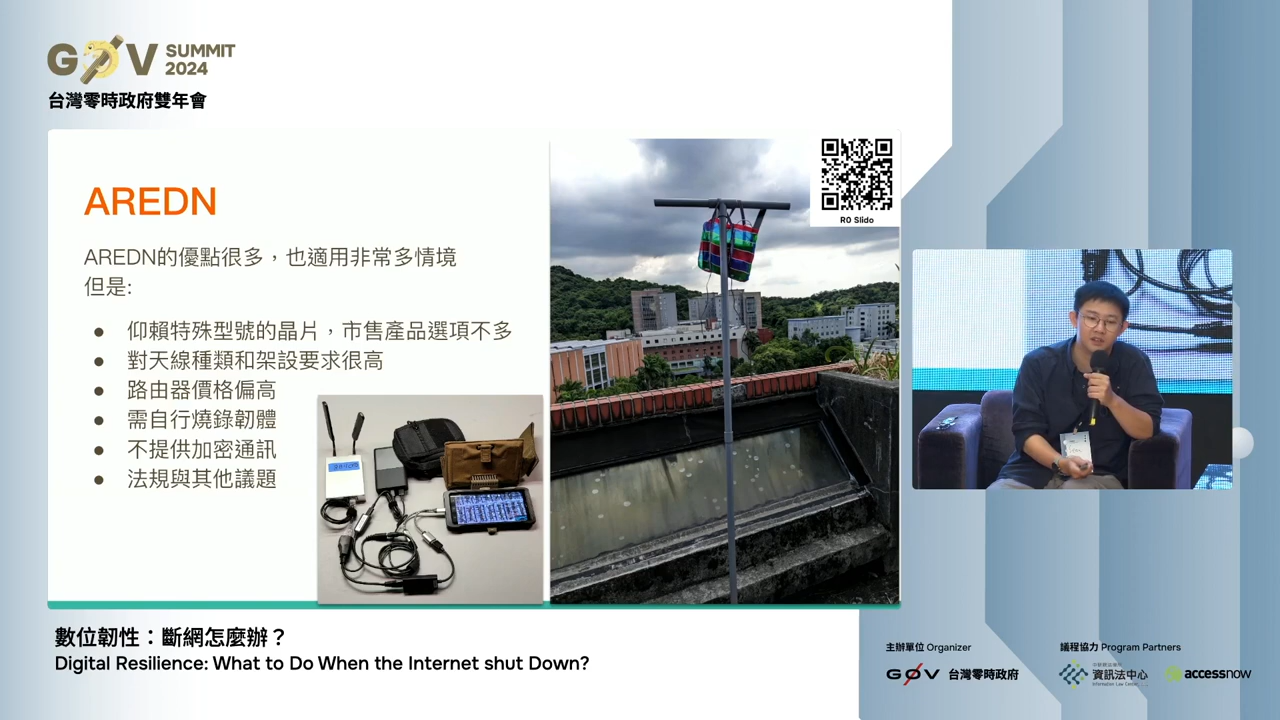 G0V SUMMIT 2024
台灣零時政府雙年會
R0 Slido
AREDN
AREDN的優點很多，也適用非常多情境
但是:
● 仰賴特殊型號的晶片，市售產品選項不多
● 對天線種類和架設要求很高
● 路由器價格偏高
● 需自行燒錄韌體
● 不提供加密通訊
● 法規與其他議題
數位韌性：斷網怎麼辦？
Digital Resilience: What to Do When the Internet shut Down?
主辦單位 Organizer
G0V 台灣零時政府
議程協力 Program Partners
資訊法中心
Information Law Center
accessnow